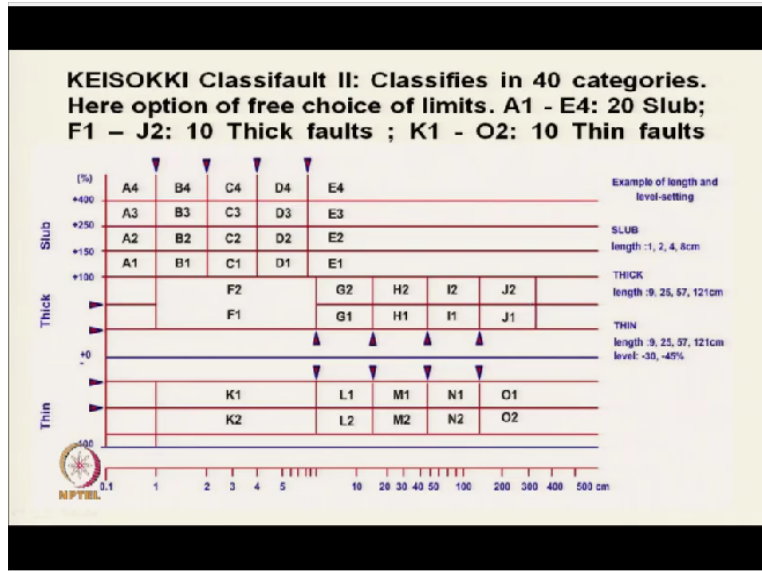 KEISOKKI Classifault II: Classifies in 40 categories.
Here option of free choice of limits. A1 - E4: 20 Slub;
F1 – J2: 10 Thick faults ; K1 - O2: 10 Thin faults
(%)
+400
+250
+150
+100
+0
-
-100
Slub
Thick
Thin
A4 B4 C4 D4 E4
A3 B3 C3 D3 E3
A2 B2 C2 D2 E2
A1 B1 C1 D1 E1
F2 G2 H2 I2 J2
F1 G1 H1 I1 J1
K1 L1 M1 N1 O1
K2 L2 M2 N2 O2
0.1 1 2 3 4 5 10 20 30 40 50 100 200 300 400 500 cm
Example of length and
level-setting
SLUB
length :1, 2, 4, 8cm
THICK
length :9, 25, 57, 121cm
THIN
length :9, 25, 57, 121cm
level: -30, -45%
NPTEL